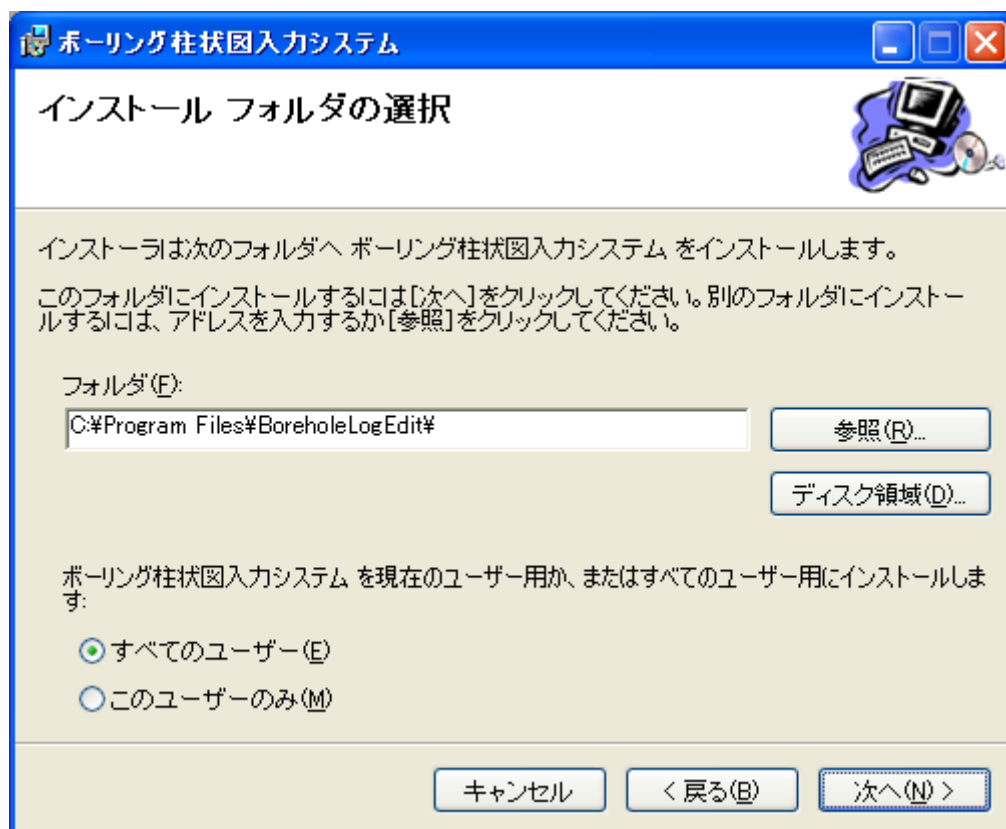 ボーリング柱状図入力システム
インストール フォルダの選択
インストーラは次のフォルダへ ボーリング柱状図入力システム をインストールします。
このフォルダにインストールするには[次へ]をクリックしてください。別のフォルダにインストー
ルするには、アドレスを入力するか[参照]をクリックしてください。
フォルダ(F):
C:¥Program Files¥BoreholeLogEdit¥
参照(R)...
ディスク領域(D)...
ボーリング柱状図入力システム を現在のユーザー用か、またはすべてのユーザー用にインストールしま
す:
すべてのユーザー(E)
このユーザーのみ(M)
キャンセル
< 戻る(B)
次へ(N) >